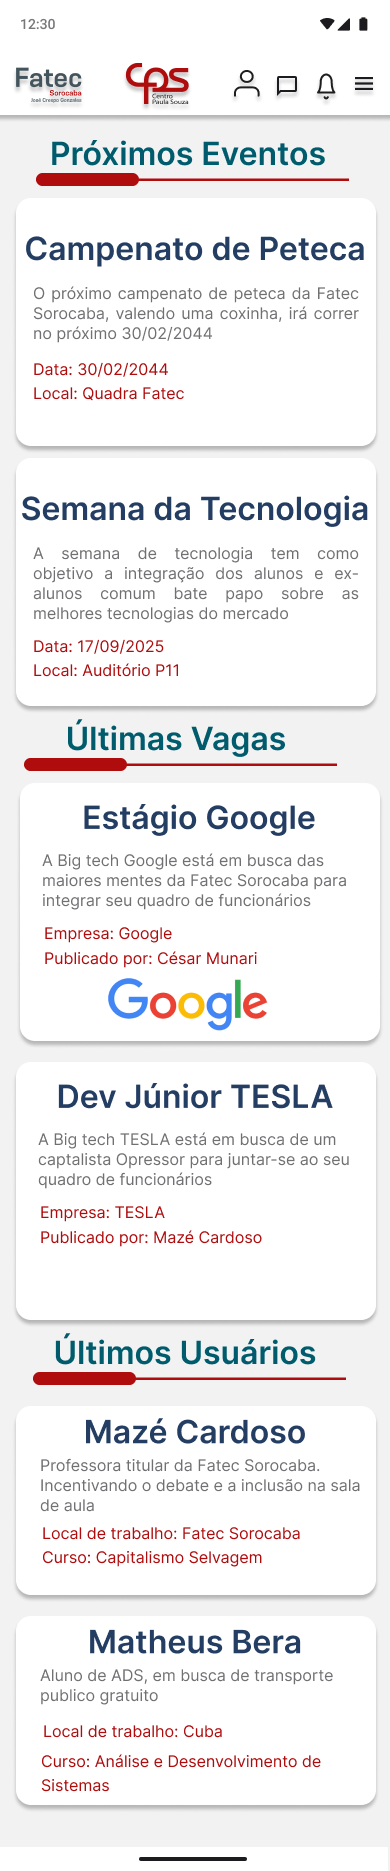 12:30
Fatec
Sorocaba
José Crespo Gonzales
CPS
Centro
Paula Souza
Próximos Eventos
Campenato de Peteca
O próximo campenato de peteca da Fatec
Sorocaba, valendo uma coxinha, irá correr
no próximo 30/02/2044
Data: 30/02/2044
Local: Quadra Fatec
Semana da Tecnologia
A semana de tecnologia tem como
objetivo a integração dos alunos e ex-
alunos comum bate papo sobre as
melhores tecnologias do mercado
Data: 17/09/2025
Local: Auditório P11
Últimas Vagas
Estágio Google
A Big tech Google está em busca das
maiores mentes da Fatec Sorocaba para
integrar seu quadro de funcionários
Empresa: Google
Publicado por: César Munari
Google
Dev Júnior TESLA
A Big tech TESLA está em busca de um
captalista Opressor para juntar-se ao seu
quadro de funcionários
Empresa: TESLA
Publicado por: Mazé Cardoso
Últimos Usuários
Mazé Cardoso
Professora titular da Fatec Sorocaba.
Incentivando o debate e a inclusão na sala
de aula
Local de trabalho: Fatec Sorocaba
Curso: Capitalismo Selvagem
Matheus Bera
Aluno de ADS, em busca de transporte
publico gratuito
Local de trabalho: Cuba
Curso: Análise e Desenvolvimento de
Sistemas